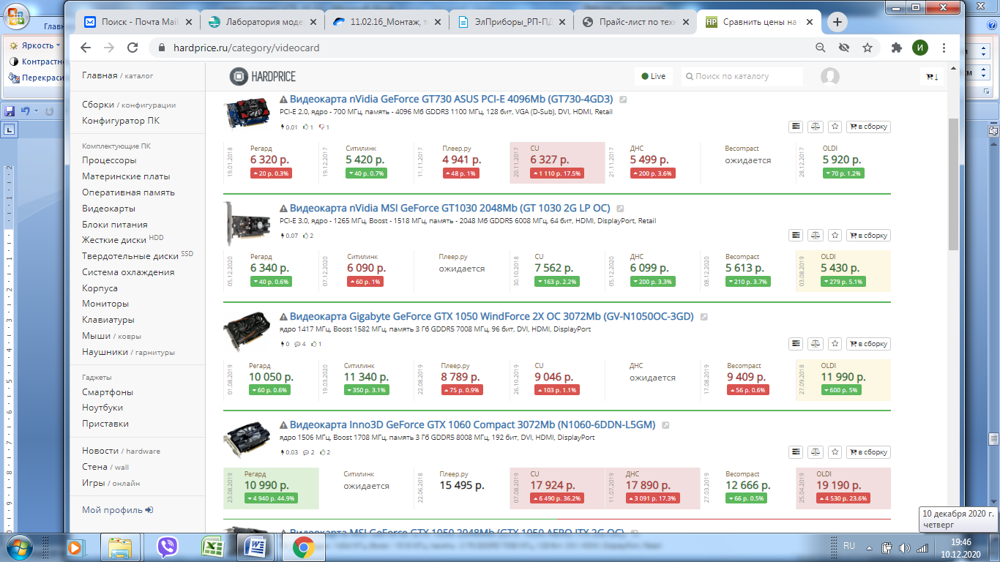 Поиск - Почта Mail
Лаборатория моде
11.02.16_Монтаж, т
ЭлПриборы_РП-ПД
Прайс-лист по техн
Сравнить цены на
Главн
Яркость
Контрастно
Перекраси
hardprice.ru/category/videocard
И
Главная / каталог
HARDPRICE
Live
Поиск по каталогу
Сборки / конфигурации
Конфигуратор ПК
Комплектующие ПК
Процессоры
Материнские платы
Оперативная память
Видеокарты
Блоки питания
Жесткие диски HDD
Твердотельные диски SSD
Система охлаждения
Корпуса
Мониторы
Клавиатуры
Мыши / ковры
Наушники / гарнитуры
Гаджеты
Смартфоны
Ноутбуки
Приставки
Новости / hardware
Стена / wall
Игры / онлайн
Мой профиль
Видеокарта nVidia GeForce GT730 ASUS PCI-E 4096Mb (GT730-4GD3)
PCI-E 2.0, ядро - 700 МГц, память - 4096 Мб GDDR3 1100 МГц, 128 бит, VGA (D-Sub), DVI, HDMI, Retail
0.01 1 1
в сборку
19.01.2018 Регард 6 320 р. 20 р. 0.3%
19.12.2017 Ситилинк 5 420 р. 40 р. 0.7%
11.11.2017 Плеер.ру 4 941 р. 48 р. 1%
20.11.2017 CU 6 327 р. 1 110 р. 17.5%
21.11.2017 ДНС 5 499 р. 200 р. 3.6%
Becompact ожидается
28.12.2017 OLDI 5 920 р. 70 р. 1.2%
Видеокарта nVidia MSI GeForce GT1030 2048Mb (GT 1030 2G LP OC)
PCI-E 3.0, ядро - 1265 МГц, Boost - 1518 МГц, память - 2048 Мб GDDR5 6008 МГц, 64 бит, HDMI, DisplayPort, Retail
0.07 2
в сборку
05.12.2020 Регард 6 340 р. 40 р. 0.6%
07.12.2020 Ситилинк 6 090 р. 60 р. 1%
Плеер.ру ожидается
30.10.2018 CU 7 562 р. 163 р. 2.2%
05.12.2020 ДНС 6 099 р. 200 р. 3.3%
08.12.2020 Becompact 5 613 р. 210 р. 3.7%
03.08.2019 OLDI 5 430 р. 279 р. 5.1%
Видеокарта Gigabyte GeForce GTX 1050 WindForce 2X OC 3072Mb (GV-N1050OC-3GD)
ядро 1417 МГц, Boost 1582 МГц, память 3 Гб GDDR5 7008 МГц, 96 бит, DVI, HDMI, DisplayPort
0 4 1
в сборку
01.08.2019 Регард 10 050 р. 60 р. 0.6%
19.03.2020 Ситилинк 11 340 р. 350 р. 3.1%
22.08.2019 Плеер.ру 8 789 р. 75 р. 0.9%
26.10.2019 CU 9 046 р. 103 р. 1.1%
ДНС ожидается
17.08.2019 Becompact 9 409 р. 56 р. 0.6%
27.09.2018 OLDI 11 990 р. 600 р. 5%
Видеокарта Inno3D GeForce GTX 1060 Compact 3072Mb (N1060-6DDN-L5GM)
ядро 1506 МГц, Boost 1708 МГц, память 3 Гб GDDR5 8008 МГц, 192 бит, DVI, HDMI, DisplayPort
0.03 2 2
в сборку
23.08.2019 Регард 10 990 р. 4 940 р. 44.9%
Ситилинк ожидается
22.06.2018 Плеер.ру 15 495 р.
07.08.2019 CU 17 924 р. 6 490 р. 36.2%
11.07.2019 ДНС 17 890 р. 3 091 р. 17.3%
27.03.2019 Becompact 12 666 р. 66 р. 0.5%
25.04.2019 OLDI 19 190 р. 4 530 р. 23.6%
Видеокарта MSI GeForce GTX 1050 2048Mb (GTX 1050 AERO ITX 2G OC)
10 декабря 2020 г.
четверг
RU
19:46
10.12.2020